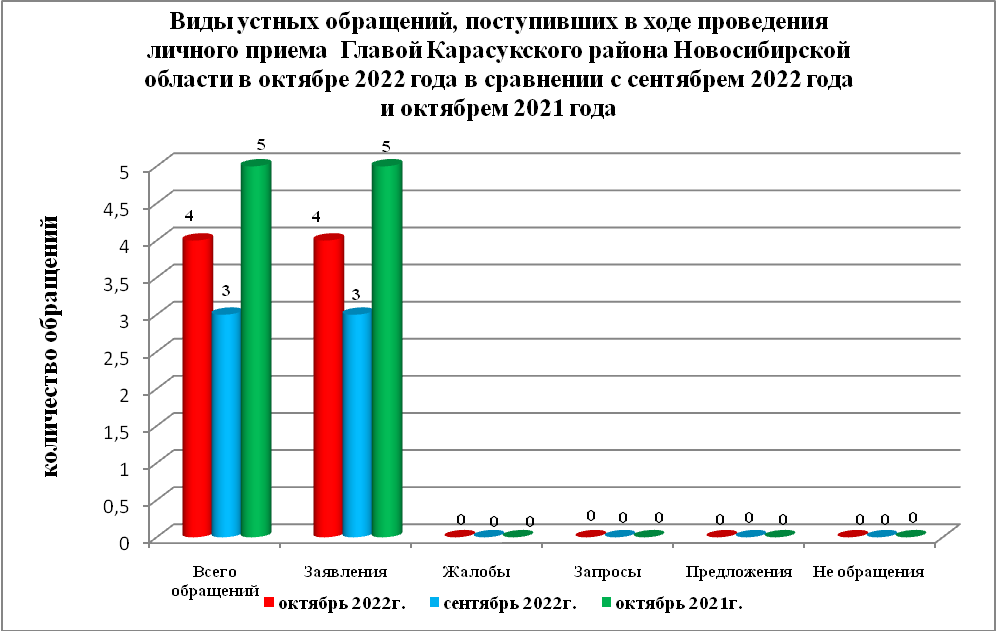 Виды устных обращений, поступивших в ходе проведения
личного приема Главой Карасукского района Новосибирской
области в октябре 2022 года в сравнении с сентябрем 2022 года
и октябрем 2021 года
количество обращений
5
4,5
4
3,5
3
2,5
2
1,5
1
0,5
0
4 3 5
4 3 5
0 0 0
0 0 0
0 0 0
0 0 0
Всего обращений
Заявления
Жалобы
Запросы
Предложения
Не обращения
октябрь 2022г.
сентябрь 2022г.
октябрь 2021г.